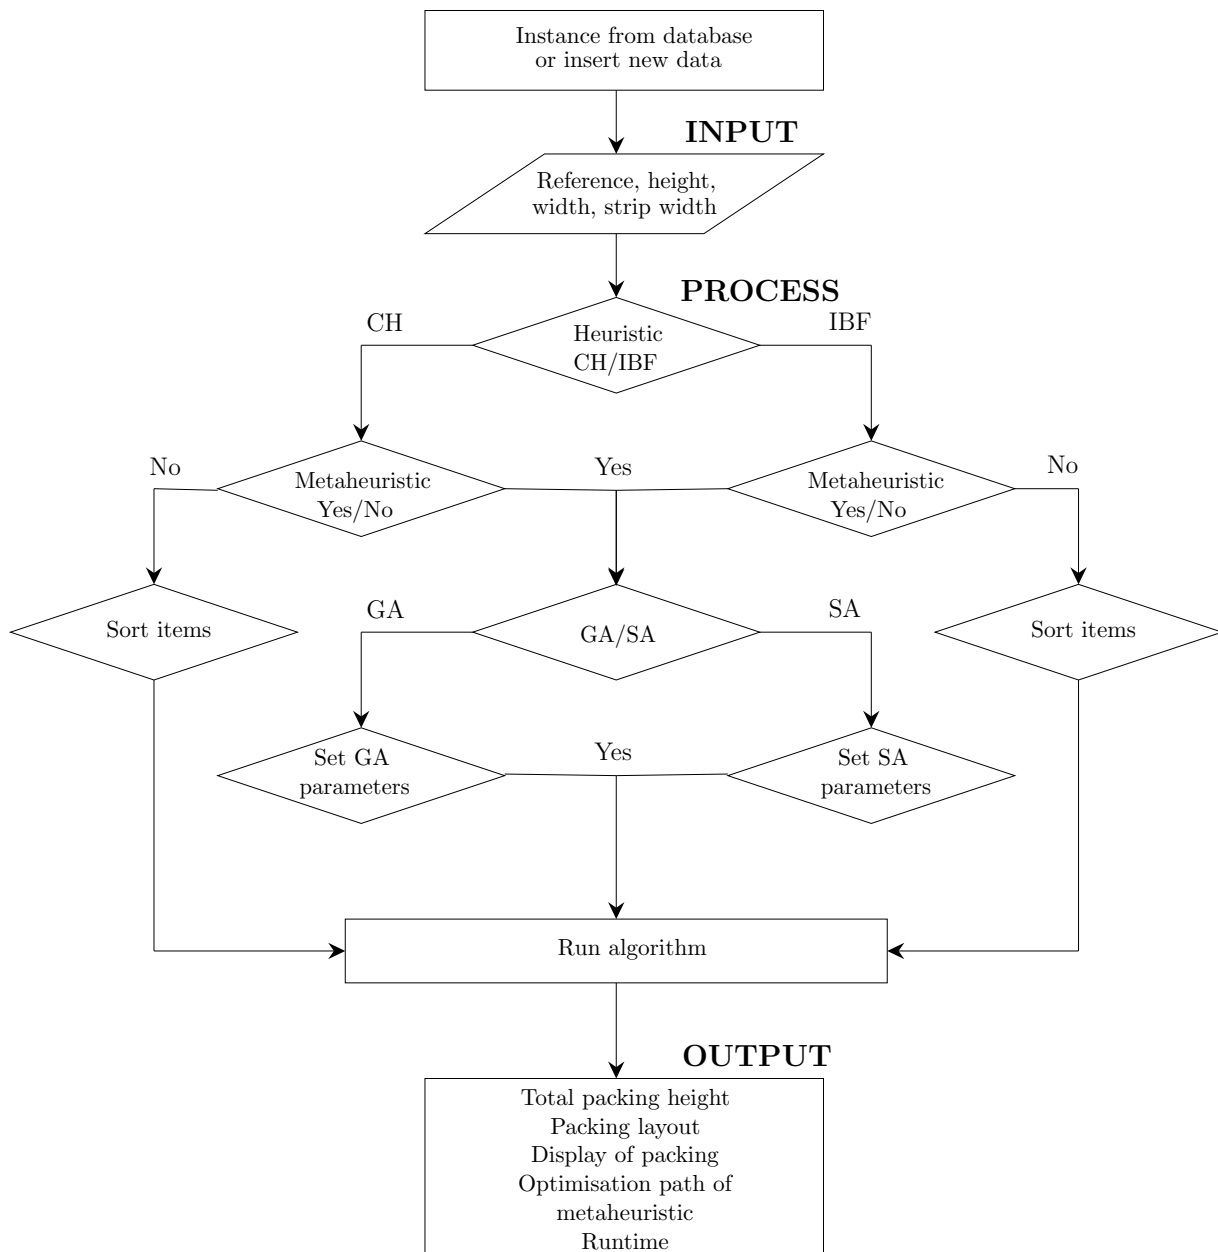 Instance from database
or insert new data
INPUT
Reference, height,
width, strip width
PROCESS
CH
IBF
Heuristic
CH/IBF
No
Yes
No
Metaheuristic
Yes/No
Metaheuristic
Yes/No
GA
SA
Sort items
GA/SA
Sort items
Yes
Set GA
parameters
Set SA
parameters
Run algorithm
OUTPUT
Total packing height
Packing layout
Display of packing
Optimisation path of
metaheuristic
Runtime